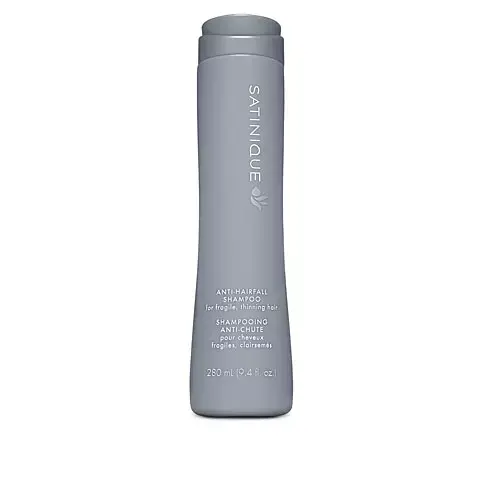 SATINIQUE
ANTI-HAIRFALL
SHAMPOO
for fragile, thinning hair
SHAMPOOING
ANTI-CHUTE
pour cheveux
fragiles, clairsemés
280 mL (9.4 fl. oz.)